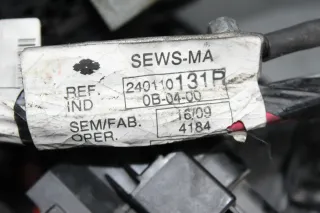 SEWS-MA
REF. 240110131R
IND 0B-04-00
SEM/FAB. 16/09
OPER. 4184